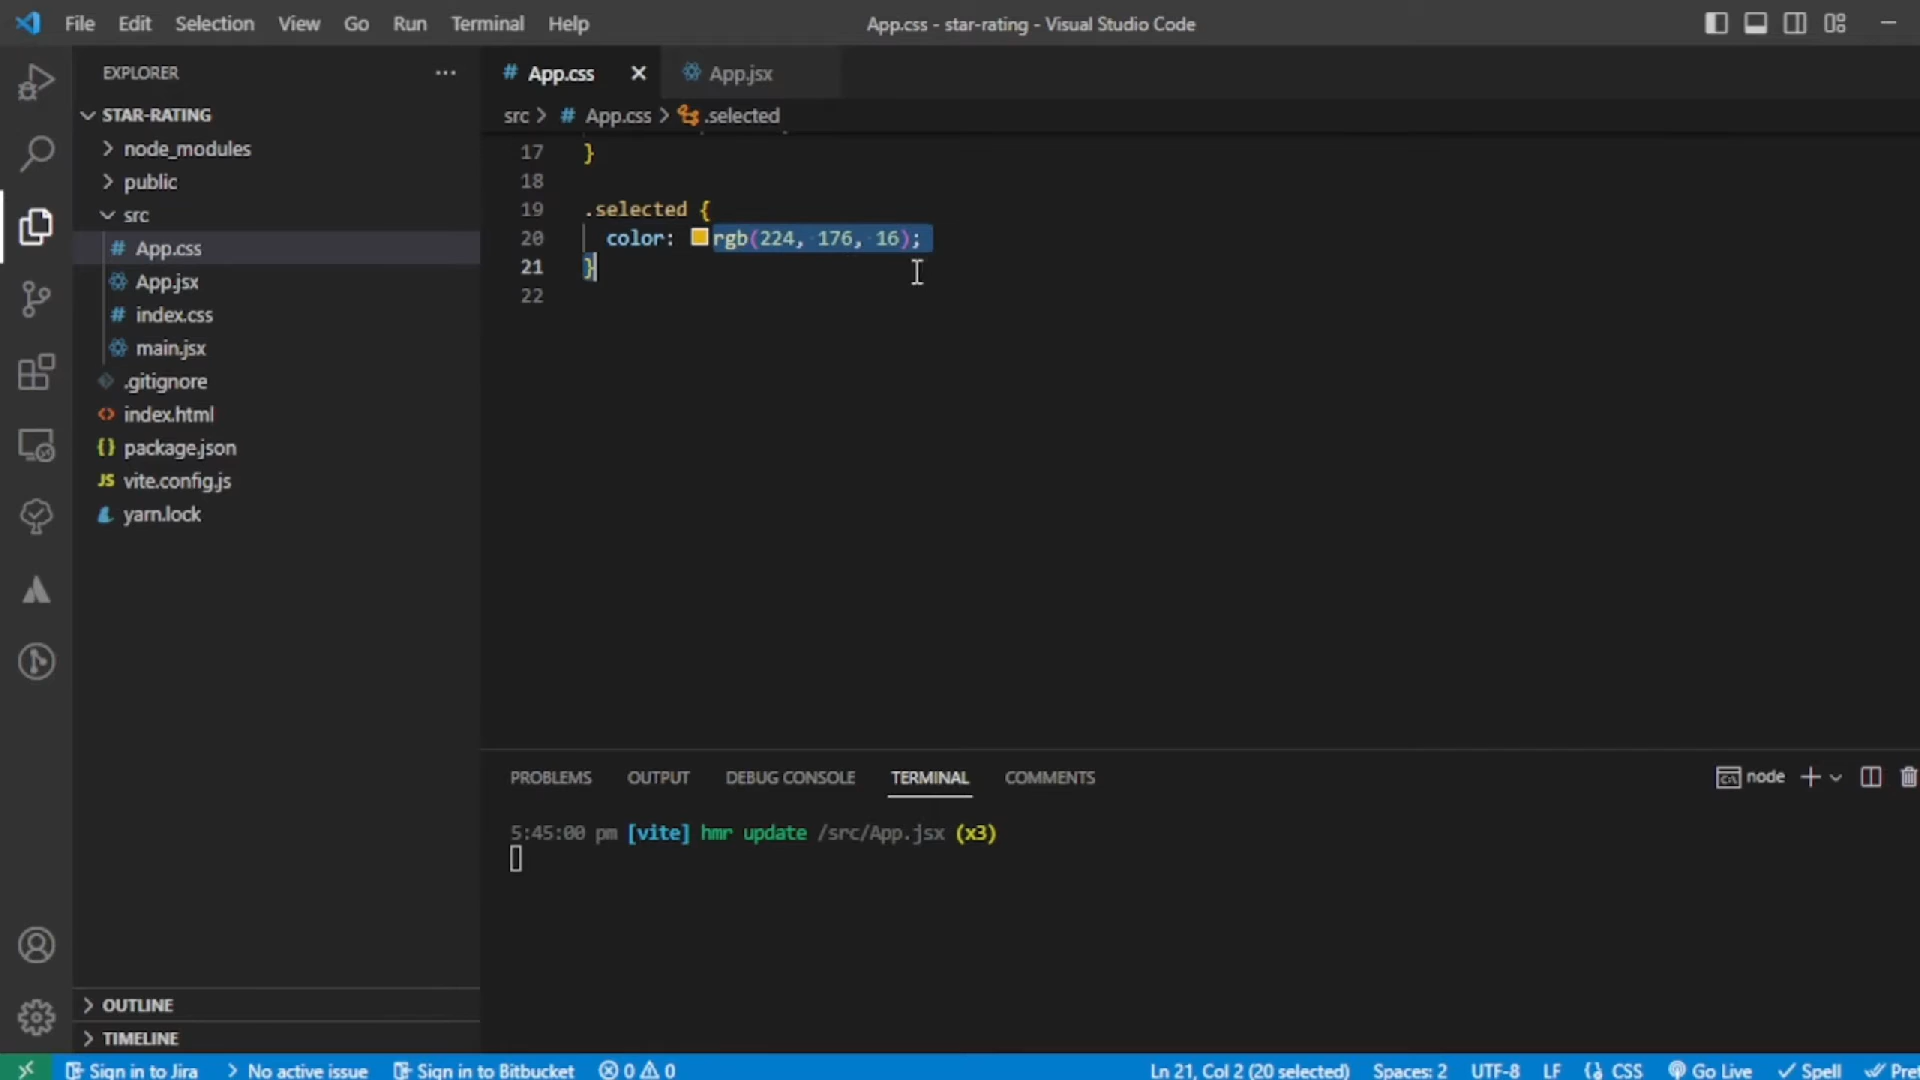 File Edit Selection View Go Run Terminal Help
App.css - star-rating - Visual Studio Code
EXPLORER
STAR-RATING
node_modules
public
src
# App.css
App.jsx
# index.css
main.jsx
.gitignore
<> index.html
{} package.json
JS vite.config.js
yarn.lock
OUTLINE
TIMELINE
# App.css
App.jsx
src > # App.css > .selected
17 }
18
19 .selected {
20 color: rgb(224, 176, 16);
21 }
22
PROBLEMS OUTPUT DEBUG CONSOLE TERMINAL COMMENTS
node
5:45:00 pm [vite] hmr update /src/App.jsx (x3)
Sign in to Jira No active issue Sign in to Bitbucket 0 0 Ln 21, Col 2 (20 selected) Spaces: 2 UTF-8 LF CSS Go Live Spell Pret